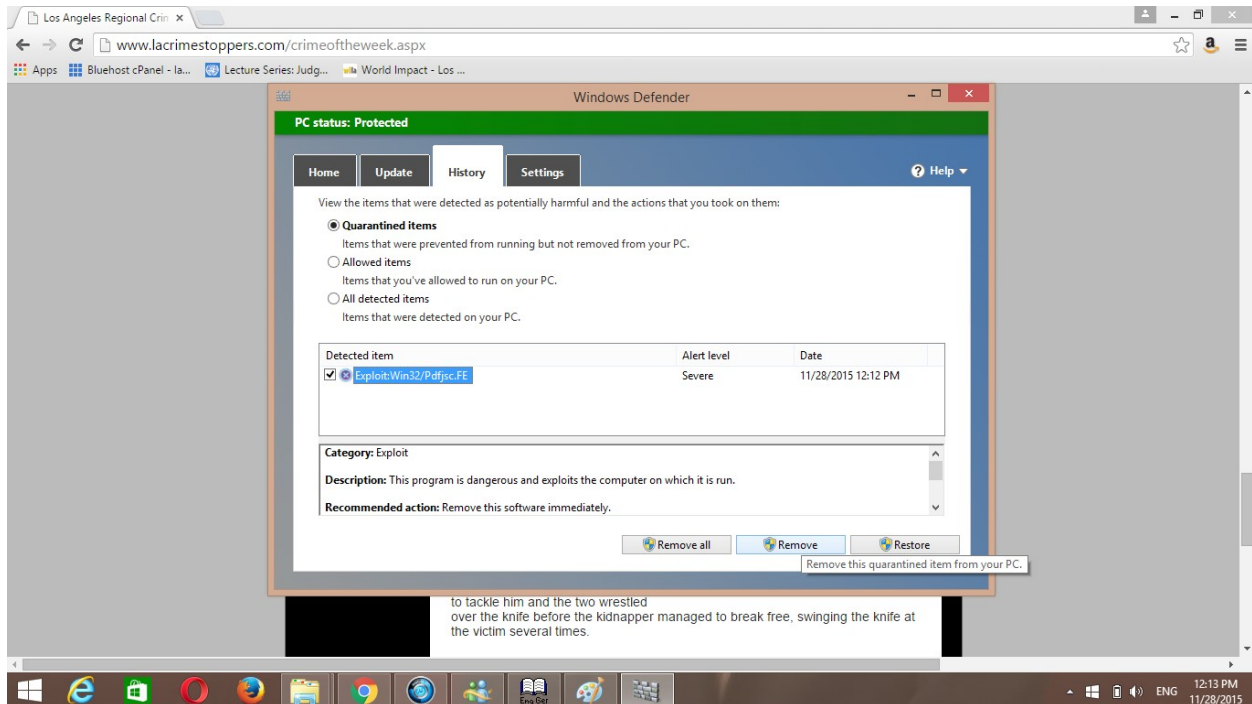 Los Angeles Regional Crin
www.lacrimestoppers.com/crimeoftheweek.aspx
Apps Bluehost cPanel - la... Lecture Series: Judg... World Impact - Los ...
Windows Defender
PC status: Protected
Home Update History Settings Help
View the items that were detected as potentially harmful and the actions that you took on them:
Quarantined items
Items that were prevented from running but not removed from your PC.
Allowed items
Items that you've allowed to run on your PC.
All detected items
Items that were detected on your PC.
Detected item Alert level Date
Exploit:Win32/Pdfjsc.FE Severe 11/28/2015 12:12 PM
Category: Exploit
Description: This program is dangerous and exploits the computer on which it is run.
Recommended action: Remove this software immediately.
Remove all Remove Restore
Remove this quarantined item from your PC.
to tackle him and the two wrestled
over the knife before the kidnapper managed to break free, swinging the knife at
the victim several times.
Eng Ger
ENG 12:13 PM
11/28/2015